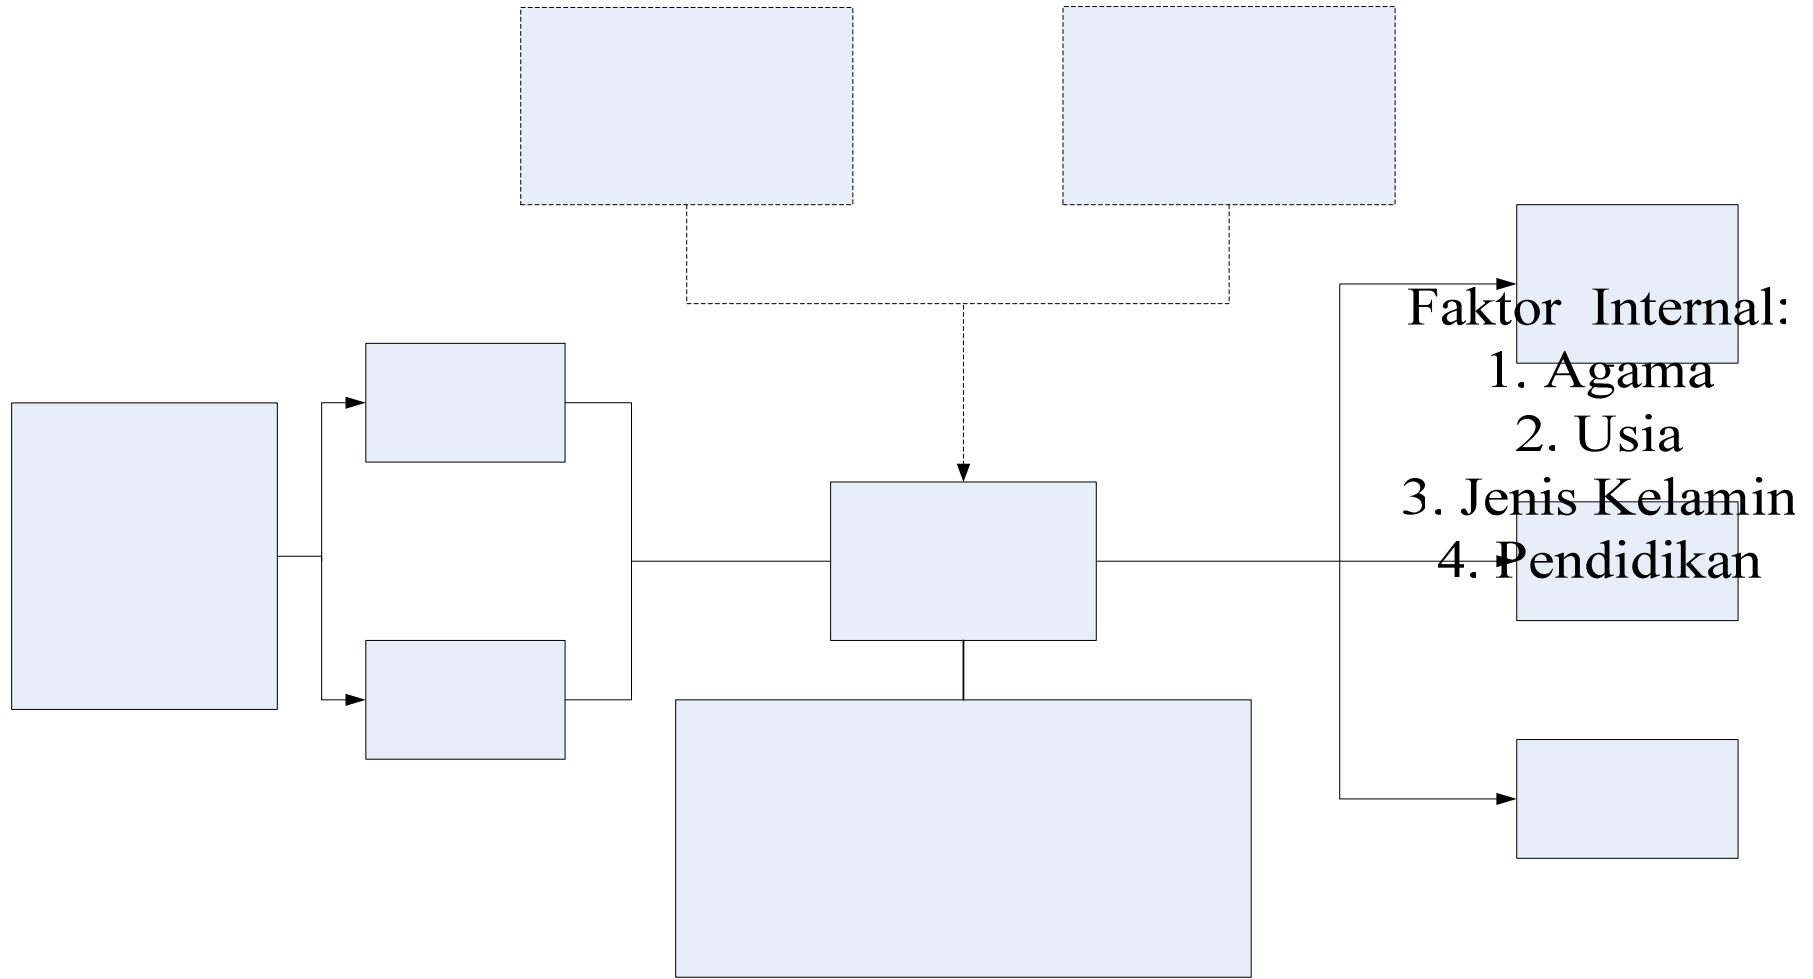 Faktor Internal:
1. Agama
2. Usia
3. Jenis Kelamin
4. Pendidikan